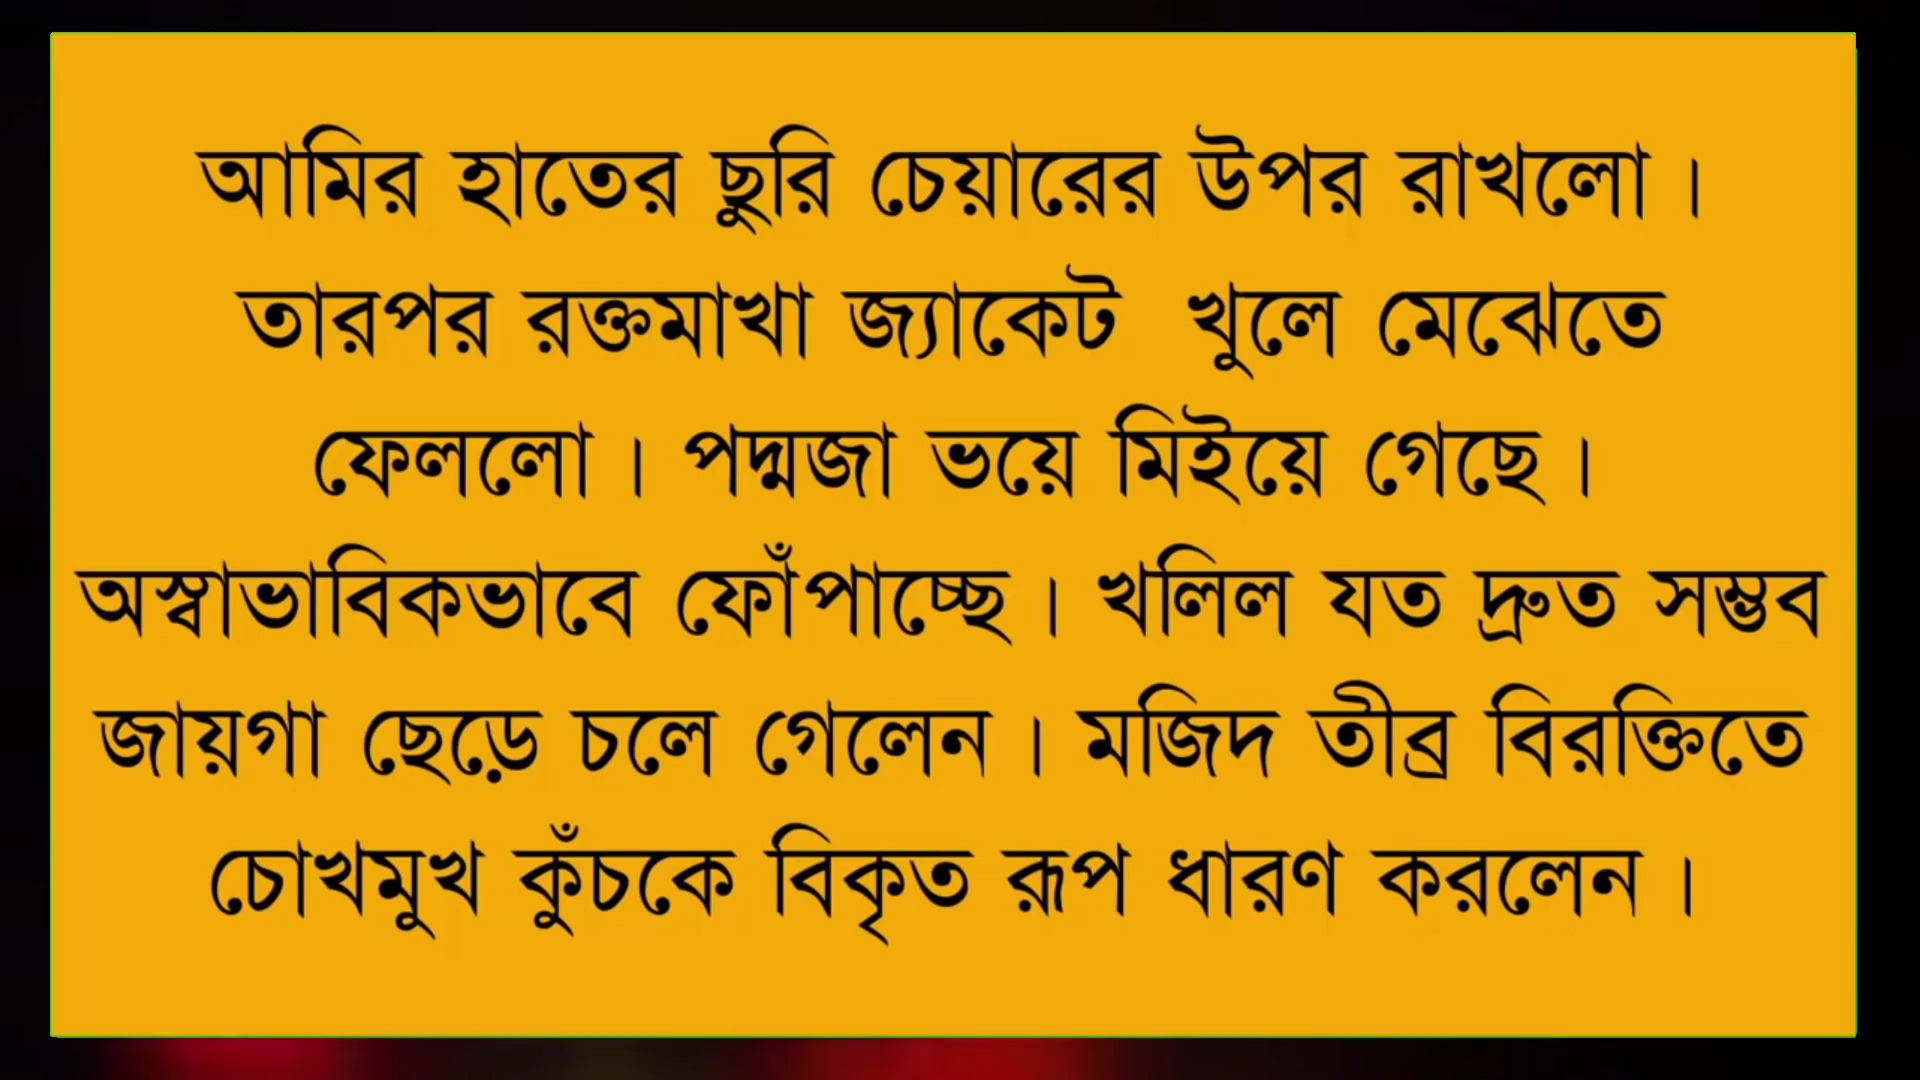 আমির হাতের ছুরি চেয়ারের উপর রাখলো।
তারপর রক্তমাখা জ্যাকেট খুলে মেঝেতে
ফেললো। পদ্মজা ভয়ে মিইয়ে গেছে।
অস্বাভাবিকভাবে ফোঁপাচ্ছে। খলিল যত দ্রুত সম্ভব
জায়গা ছেড়ে চলে গেলেন। মজিদ তীব্র বিরক্তিতে
চোখমুখ কুঁচকে বিকৃত রূপ ধারণ করলেন।